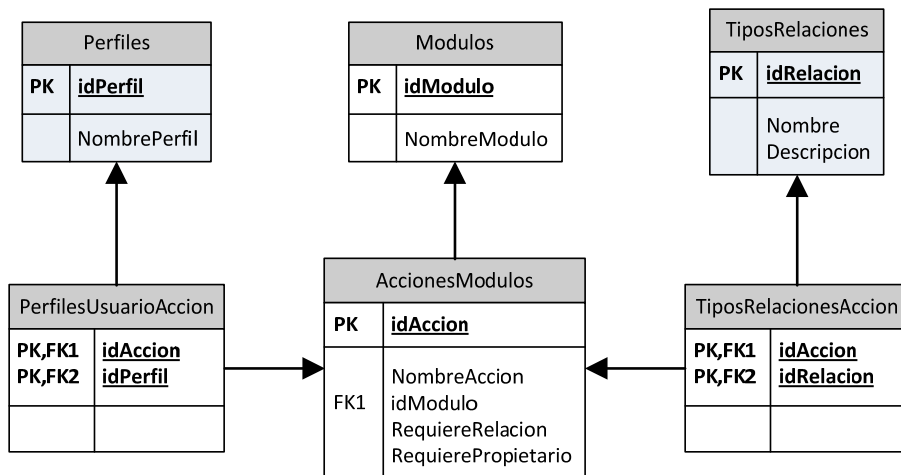 Perfiles
PK idPerfil
NombrePerfil
Modulos
PK idModulo
NombreModulo
TiposRelaciones
PK idRelacion
Nombre
Descripcion
PerfilesUsuarioAccion
PK,FK1 idAccion
PK,FK2 idPerfil
AccionesModulos
PK idAccion
NombreAccion
FK1 idModulo
RequiereRelacion
RequierePropietario
TiposRelacionesAccion
PK,FK1 idAccion
PK,FK2 idRelacion